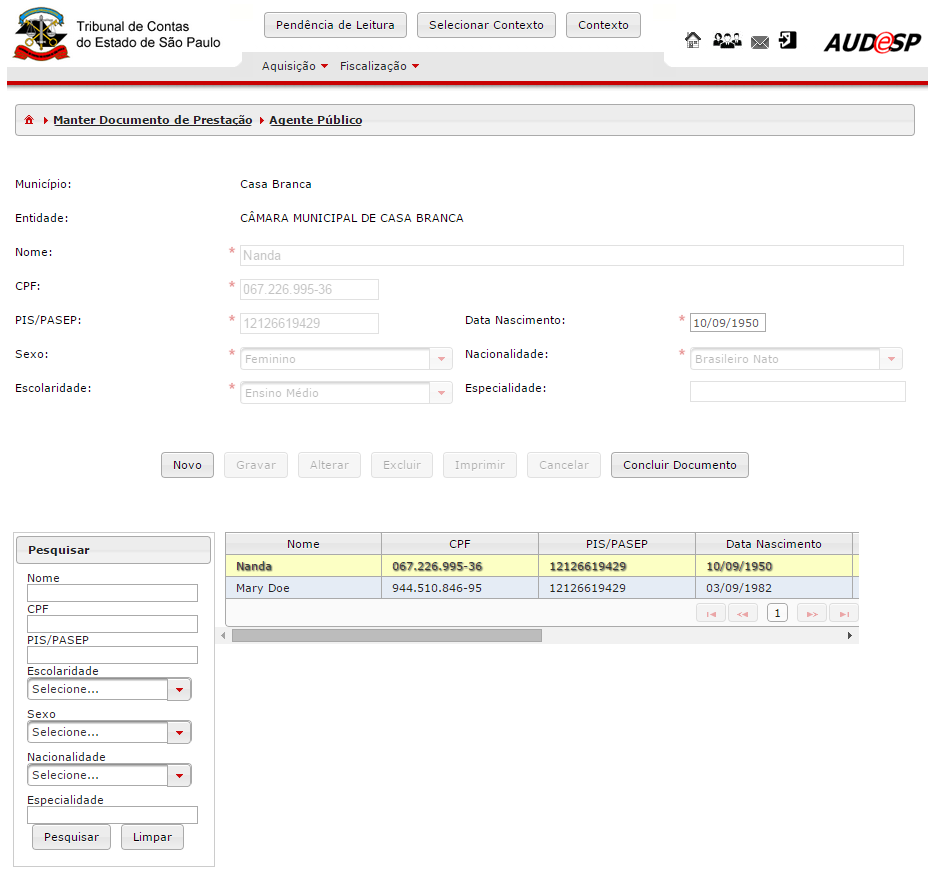 Tribunal de Contas
do Estado de São Paulo
Pendência de Leitura Selecionar Contexto Contexto
AUDeSP
Aquisição Fiscalização
Manter Documento de Prestação Agente Público
Município: Casa Branca
Entidade: CÂMARA MUNICIPAL DE CASA BRANCA
Nome: * Nanda
CPF: * 067.226.995-36
PIS/PASEP: * 12126619429 Data Nascimento: * 10/09/1950
Sexo: * Feminino Nacionalidade: * Brasileiro Nato
Escolaridade: * Ensino Médio Especialidade:
Novo Gravar Alterar Excluir Imprimir Cancelar Concluir Documento
Pesquisar
Nome
CPF
PIS/PASEP
Escolaridade
Selecione...
Sexo
Selecione...
Nacionalidade
Selecione...
Especialidade
Pesquisar Limpar
Nome CPF PIS/PASEP Data Nascimento
Nanda 067.226.995-36 12126619429 10/09/1950
Mary Doe 944.510.846-95 12126619429 03/09/1982
1